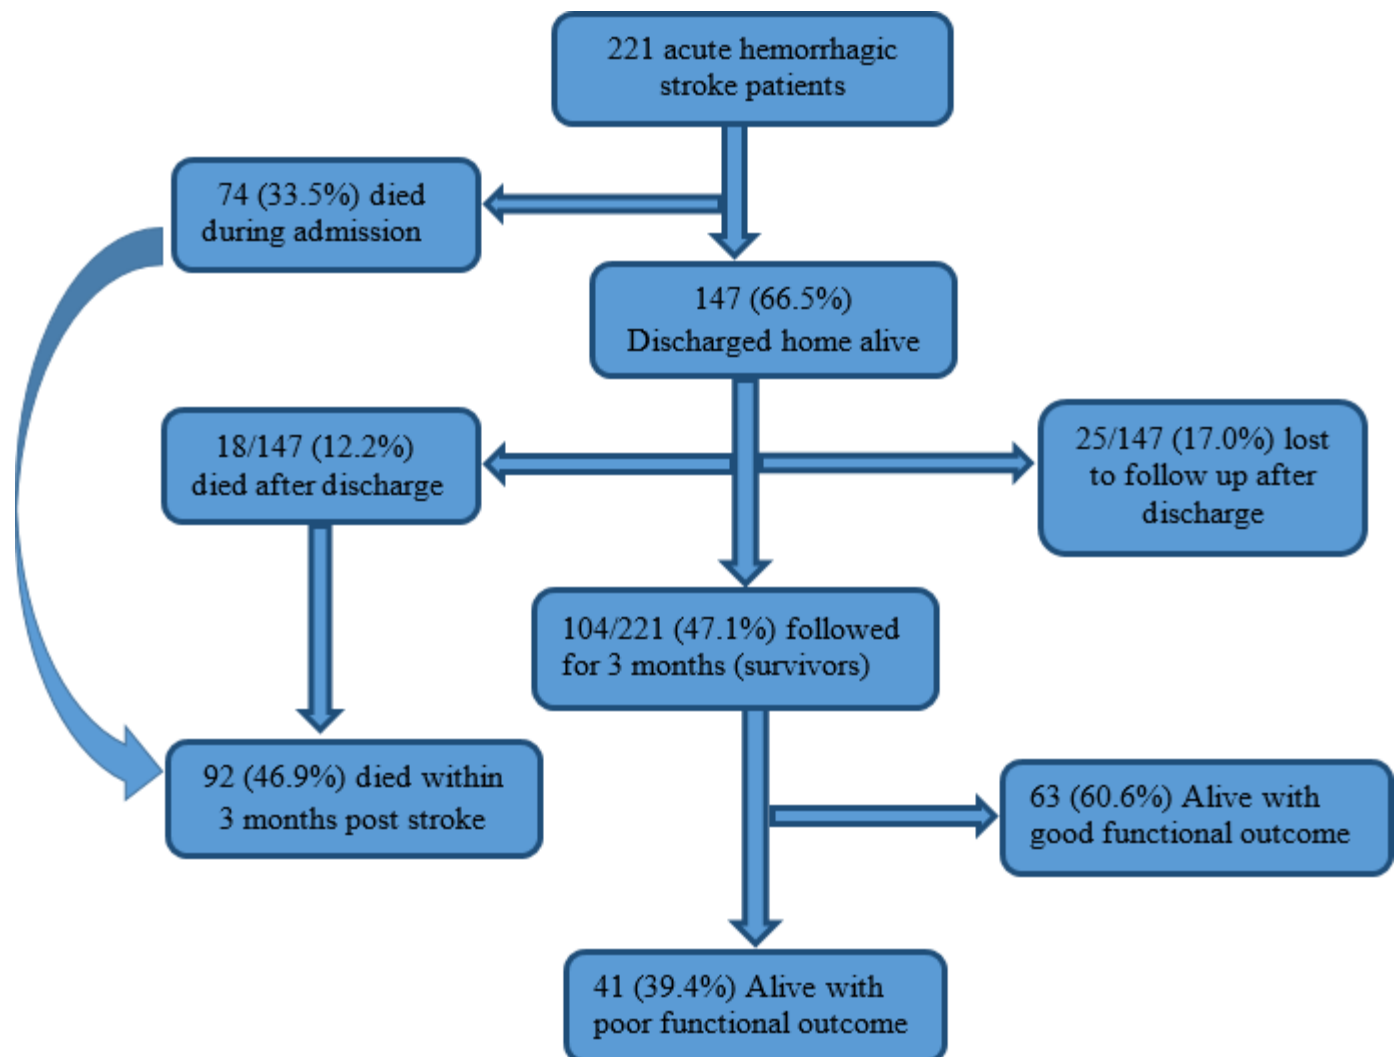 221 acute hemorrhagic
stroke patients
74 (33.5%) died
during admission
147 (66.5%)
Discharged home alive
18/147 (12.2%)
died after discharge
25/147 (17.0%) lost
to follow up after
discharge
104/221 (47.1%) followed
for 3 months (survivors)
92 (46.9%) died within
3 months post stroke
63 (60.6%) Alive with
good functional outcome
41 (39.4%) Alive with
poor functional outcome